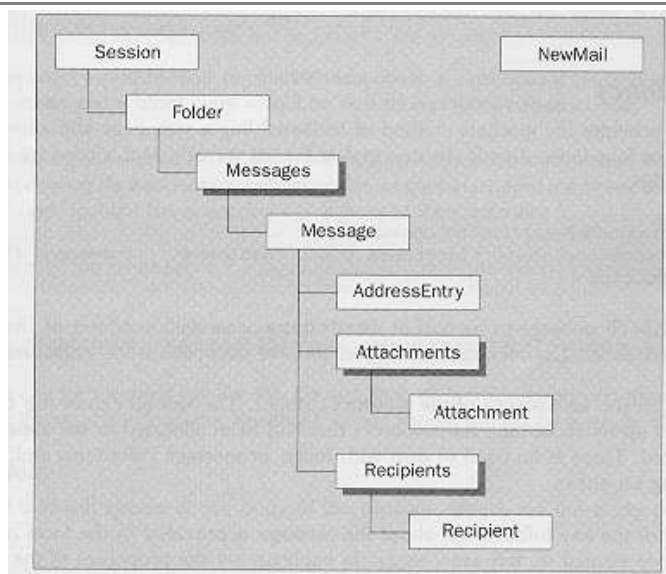 Session
NewMail
Folder
Messages
Message
AddressEntry
Attachments
Attachment
Recipients
Recipient